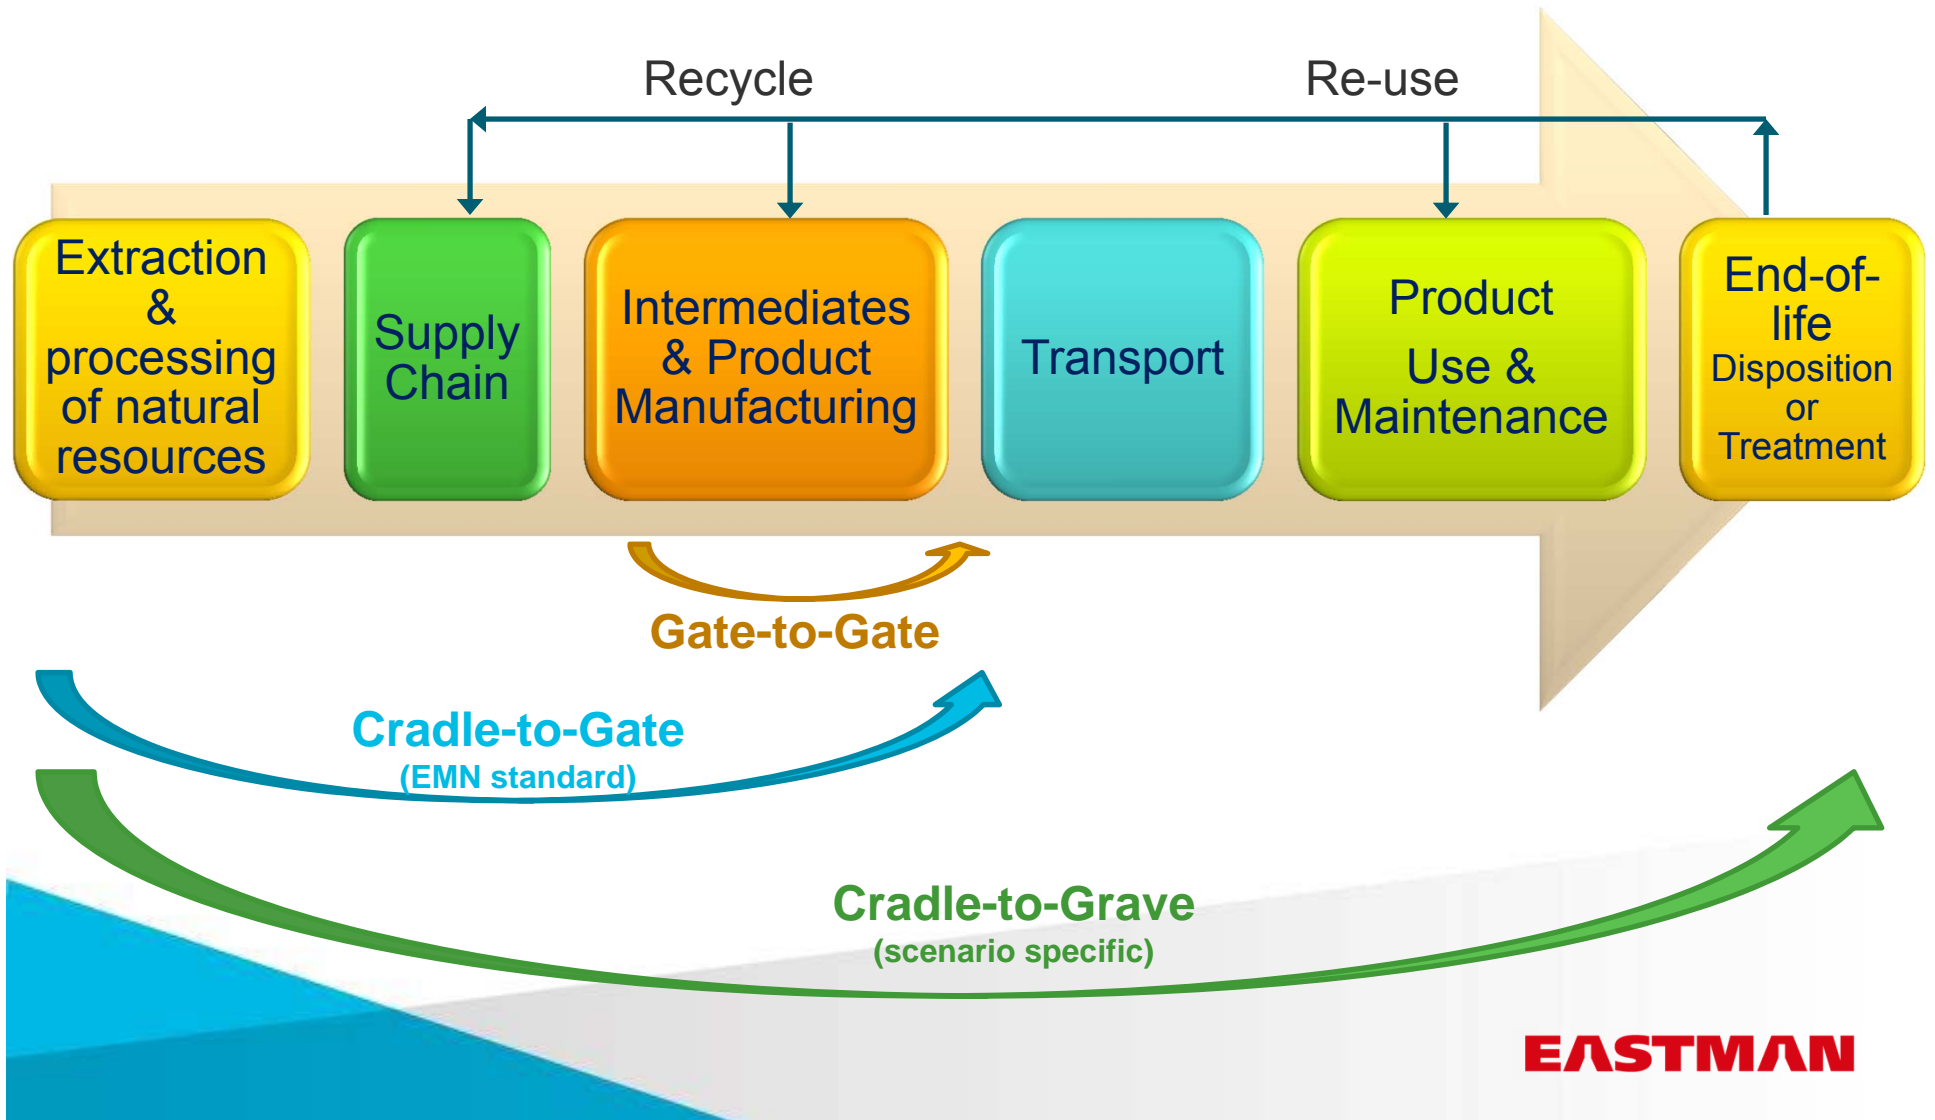 Recycle
Re-use
Extraction
&
processing
of natural
resources
Supply
Chain
Intermediates
& Product
Manufacturing
Transport
Product
Use &
Maintenance
End-of-
life
Disposition
or
Treatment
Gate-to-Gate
Cradle-to-Gate
(EMN standard)
Cradle-to-Grave
(scenario specific)
EASTMAN